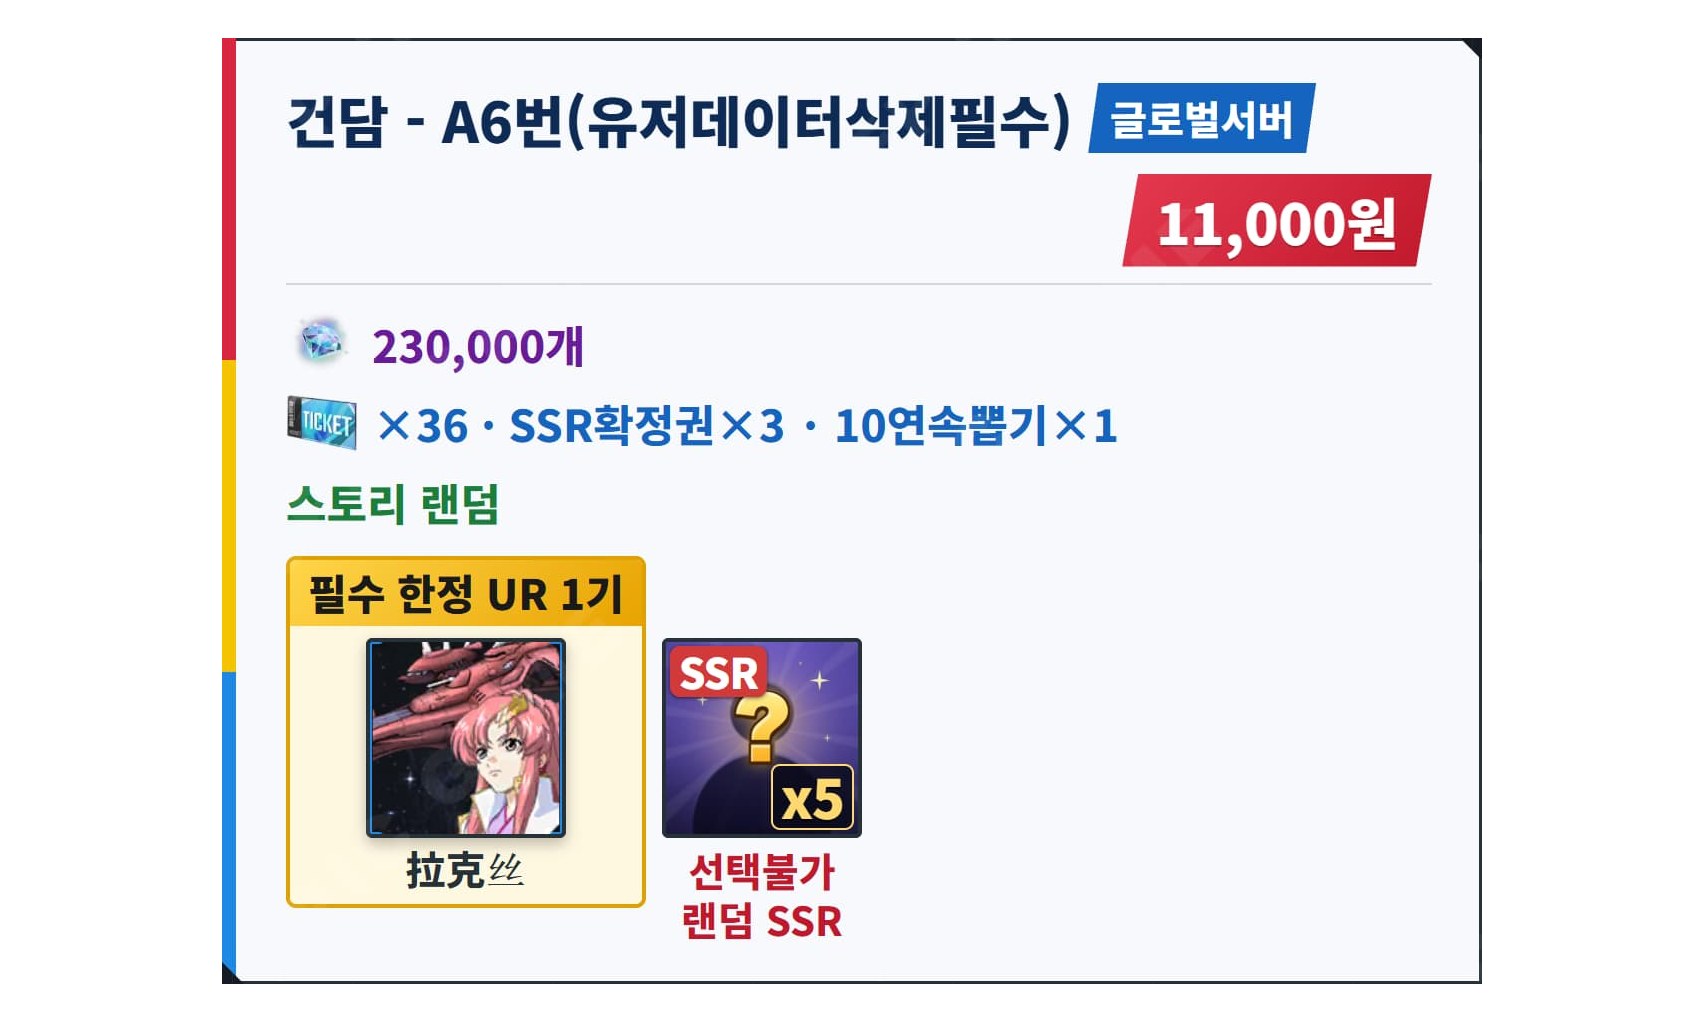 건담 - A6번(유저데이터삭제필수) 글로벌서버
11,000원
230,000개
TICKET ×36 · SSR확정권×3 · 10연속뽑기×1
스토리 랜덤
필수 한정 UR 1기
拉克丝
SSR
?
x5
선택불가
랜덤 SSR